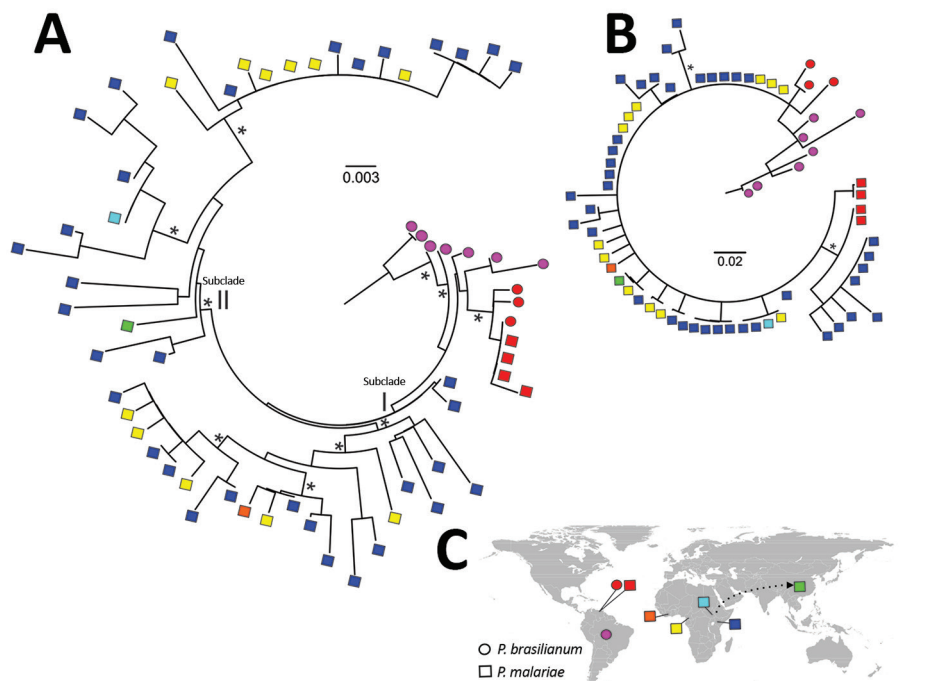 A
B
*
*
0.003
*
Subclade
II
*
*
*
*
0.02
*
Subclade
I
*
*
*
*
C
P. brasilianum
P. malariae